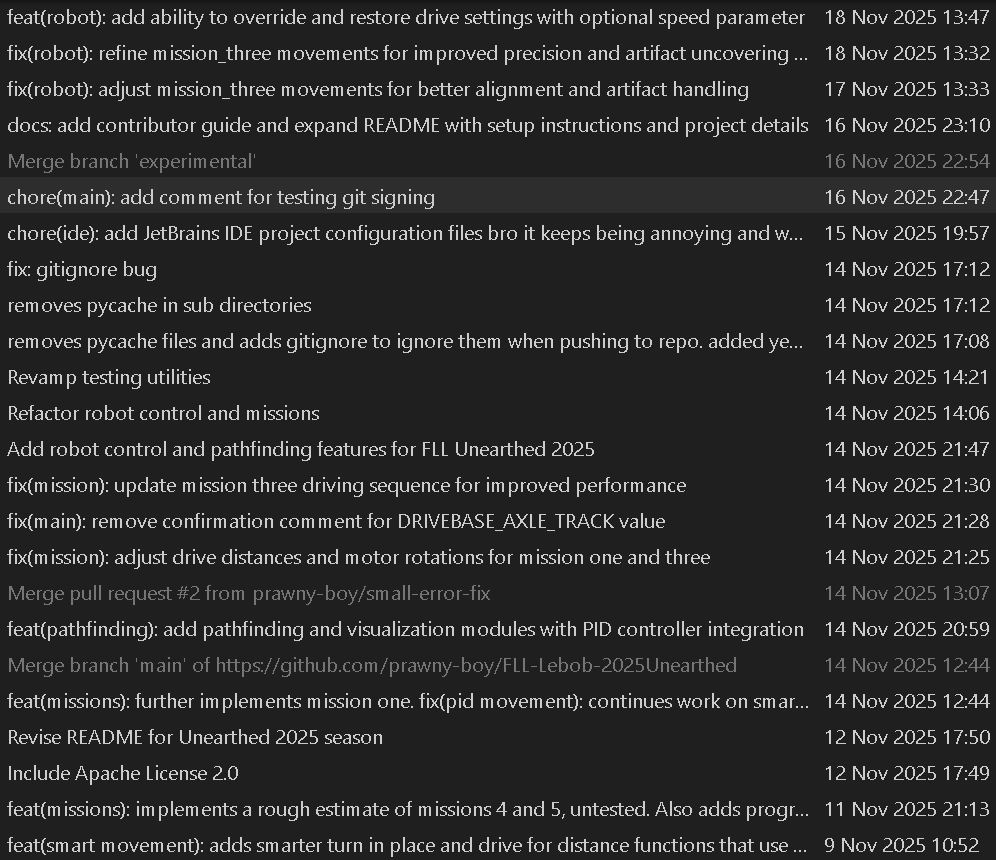 feat(robot): add ability to override and restore drive settings with optional speed parameter 18 Nov 2025 13:47
fix(robot): refine mission_three movements for improved precision and artifact uncovering ... 18 Nov 2025 13:32
fix(robot): adjust mission_three movements for better alignment and artifact handling 17 Nov 2025 13:33
docs: add contributor guide and expand README with setup instructions and project details 16 Nov 2025 23:10
Merge branch 'experimental' 16 Nov 2025 22:54
chore(main): add comment for testing git signing 16 Nov 2025 22:47
chore(ide): add JetBrains IDE project configuration files bro it keeps being annoying and w... 15 Nov 2025 19:57
fix: gitignore bug 14 Nov 2025 17:12
removes pycache in sub directories 14 Nov 2025 17:12
removes pycache files and adds gitignore to ignore them when pushing to repo. added ye... 14 Nov 2025 17:08
Revamp testing utilities 14 Nov 2025 14:21
Refactor robot control and missions 14 Nov 2025 14:06
Add robot control and pathfinding features for FLL Unearthed 2025 14 Nov 2025 21:47
fix(mission): update mission three driving sequence for improved performance 14 Nov 2025 21:30
fix(main): remove confirmation comment for DRIVEBASE_AXLE_TRACK value 14 Nov 2025 21:28
fix(mission): adjust drive distances and motor rotations for mission one and three 14 Nov 2025 21:25
Merge pull request #2 from prawny-boy/small-error-fix 14 Nov 2025 13:07
feat(pathfinding): add pathfinding and visualization modules with PID controller integration 14 Nov 2025 20:59
Merge branch 'main' of https://github.com/prawny-boy/FLL-Lebob-2025Unearthed 14 Nov 2025 12:44
feat(missions): further implements mission one. fix(pid movement): continues work on smar... 14 Nov 2025 12:44
Revise README for Unearthed 2025 season 12 Nov 2025 17:50
Include Apache License 2.0 12 Nov 2025 17:49
feat(missions): implements a rough estimate of missions 4 and 5, untested. Also adds progr... 11 Nov 2025 21:13
feat(smart movement): adds smarter turn in place and drive for distance functions that use ... 9 Nov 2025 10:52